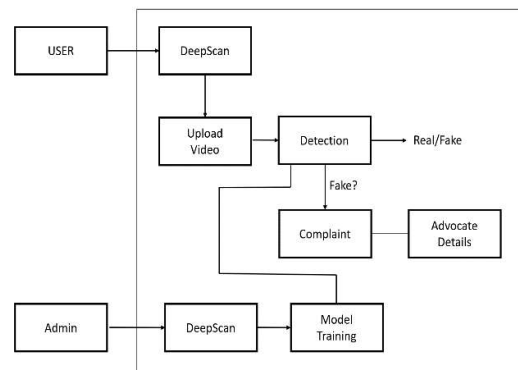 USER
DeepScan
Upload
Video
Detection
Real/Fake
Fake?
Complaint
Advocate
Details
Admin
DeepScan
Model
Training